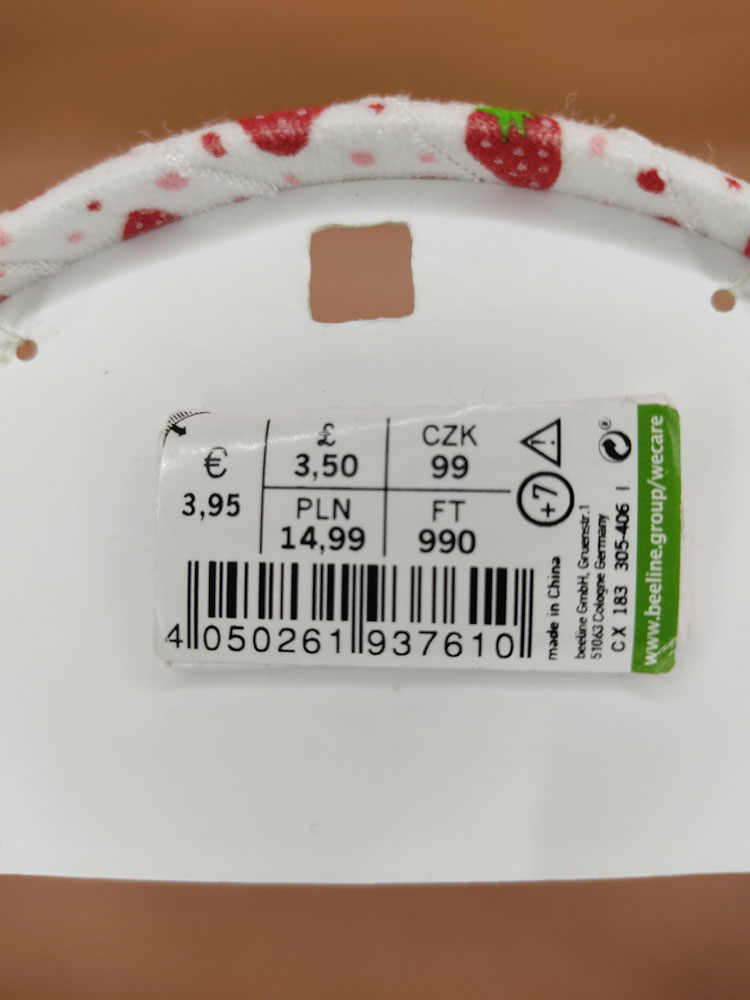 €
3,95
£
3,50
CZK
99
PLN
14,99
FT
990
4 050261 937610
+7
made in China
beeline GmbH, Gruenstr.1
51063 Cologne Germany
CX 183 305-406 I
www.beeline.group/wecare